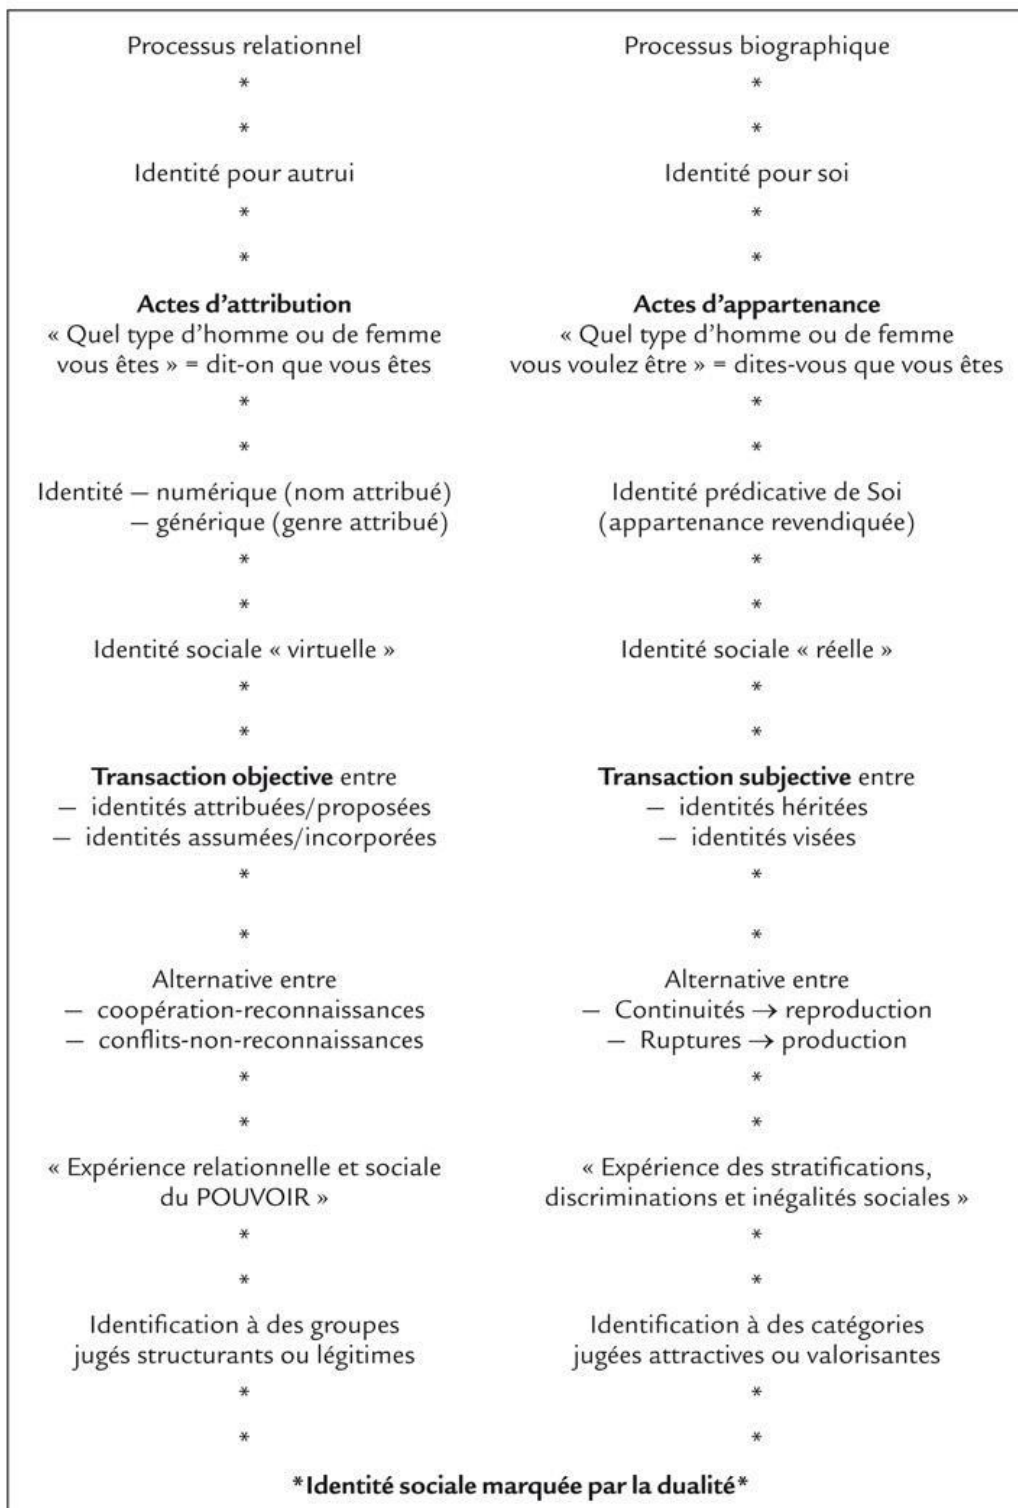 Processus relationnel
Processus biographique
*
*
*
*
Identité pour autrui
Identité pour soi
*
*
*
*
Actes d’attribution
« Quel type d’homme ou de femme
vous êtes » = dit-on que vous êtes
Actes d’appartenance
« Quel type d’homme ou de femme
vous voulez être » = dites-vous que vous êtes
*
*
*
*
Identité — numérique (nom attribué)
— générique (genre attribué)
Identité prédicative de Soi
(appartenance revendiquée)
*
*
*
*
Identité sociale « virtuelle »
Identité sociale « réelle »
*
*
*
*
Transaction objective entre
— identités attribuées/proposées
— identités assumées/incorporées
Transaction subjective entre
— identités héritées
— identités visées
*
*
*
*
Alternative entre
— coopération-reconnaissances
— conflits-non-reconnaissances
Alternative entre
— Continuités → reproduction
— Ruptures → production
*
*
*
*
« Expérience relationnelle et sociale
du POUVOIR »
« Expérience des stratifications,
discriminations et inégalités sociales »
*
*
*
*
Identification à des groupes
jugés structurants ou légitimes
Identification à des catégories
jugées attractives ou valorisantes
*
*
*
*
*Identité sociale marquée par la dualité*